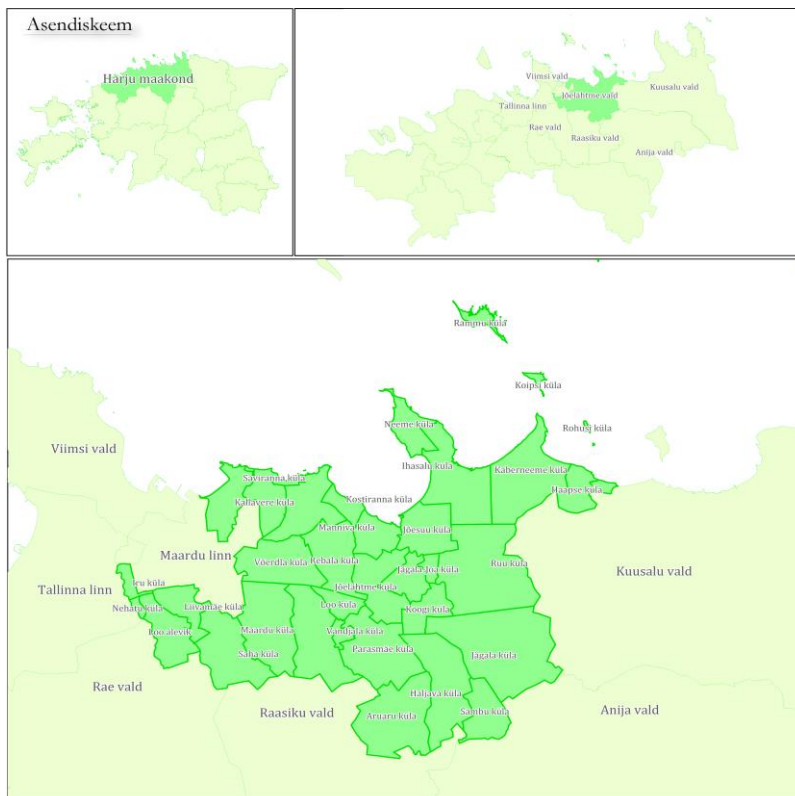 Asendiskeem
Harju maakond
Viimsi vald
Kuusalu vald
Jõelähtme vald
Tallinna linn
Rae vald
Raasiku vald
Anija vald
Rammu küla
Koipsi küla
Neeme küla
Rohusi küla
Viimsi vald
Ihasalu küla
Kaberneeme küla
Saviranna küla
Haapse küla
Kallavere küla
Kostiranna küla
Manniva küla
Jõesuu küla
Maardu linn
Võerdla küla
Rebala küla
Jägala-Joa küla
Ruu küla
Kuusalu vald
Iru küla
Tallinna linn
Jõelähtme küla
Nehatu küla
Liivamäe küla
Loo küla
Koogi küla
Loo alevik
Maardu küla
Vandjala küla
Parasmäe küla
Saha küla
Jägala küla
Rae vald
Haljava küla
Raasiku vald
Aruaru küla
Sambu küla
Anija vald